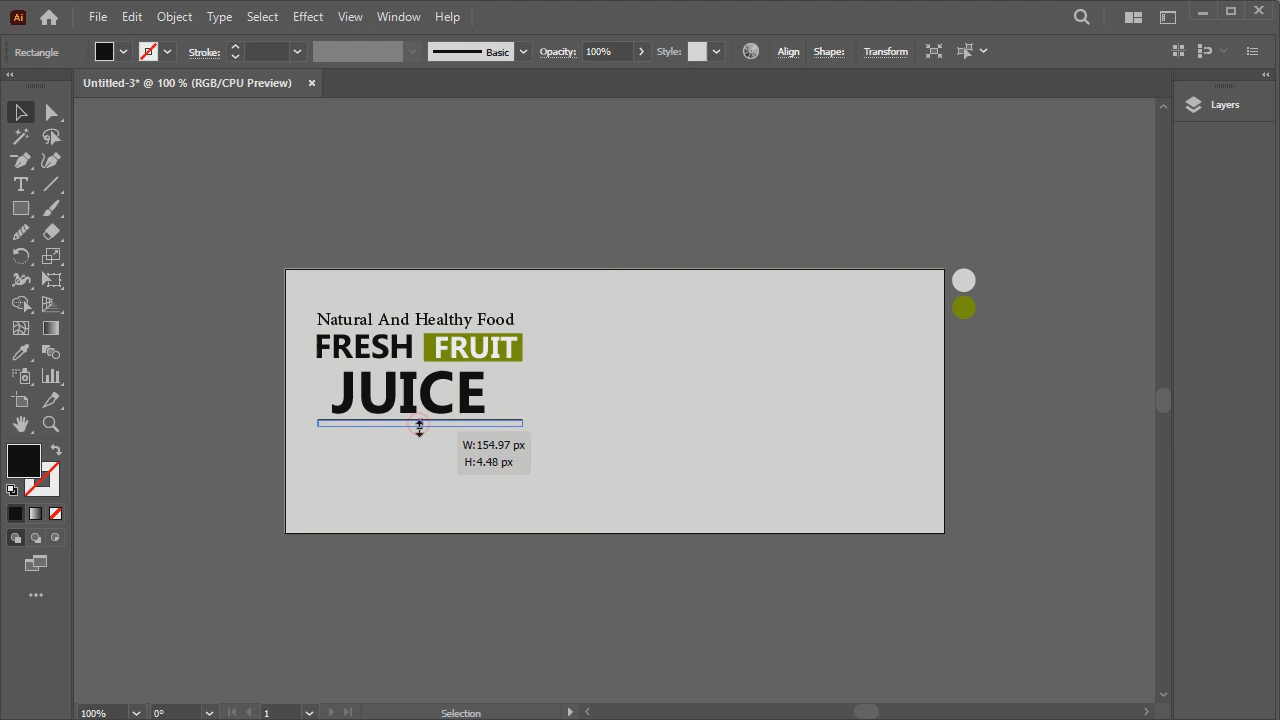 Ai File Edit Object Type Select Effect View Window Help
Rectangle Stroke: Basic Opacity: 100% Style: Align Shape: Transform
Untitled-3* @ 100 % (RGB/CPU Preview) ×
Layers
Natural And Healthy Food
FRESH FRUIT
JUICE
W:154.97 px
H:4.48 px
100% 0° 1 Selection